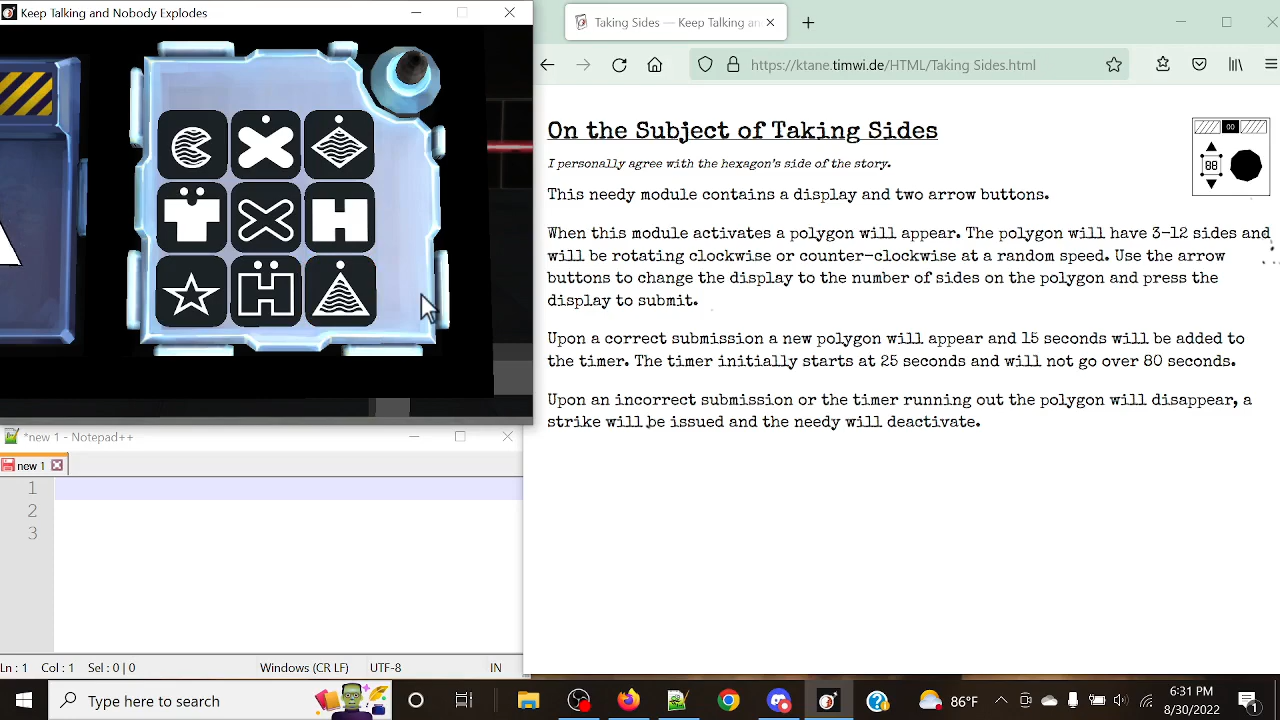 Keep Talking and Nobody Explodes
Taking Sides — Keep Talking an
https://ktane.timwi.de/HTML/Taking Sides.html
On the Subject of Taking Sides
I personally agree with the hexagon's side of the story.
This needy module contains a display and two arrow buttons.
When this module activates a polygon will appear. The polygon will have 3-12 sides and
will be rotating clockwise or counter-clockwise at a random speed. Use the arrow
buttons to change the display to the number of sides on the polygon and press the
display to submit.
Upon a correct submission a new polygon will appear and 15 seconds will be added to
the timer. The timer initially starts at 25 seconds and will not go over 80 seconds.
Upon an incorrect submission or the timer running out the polygon will disappear, a
strike will be issued and the needy will deactivate.
00
88
*new 1 - Notepad++
new 1
1
2
3
Ln : 1 Col : 1 Sel : 0 | 0 Windows (CR LF) UTF-8 IN
Type here to search
86°F
6:31 PM
8/30/2022
1